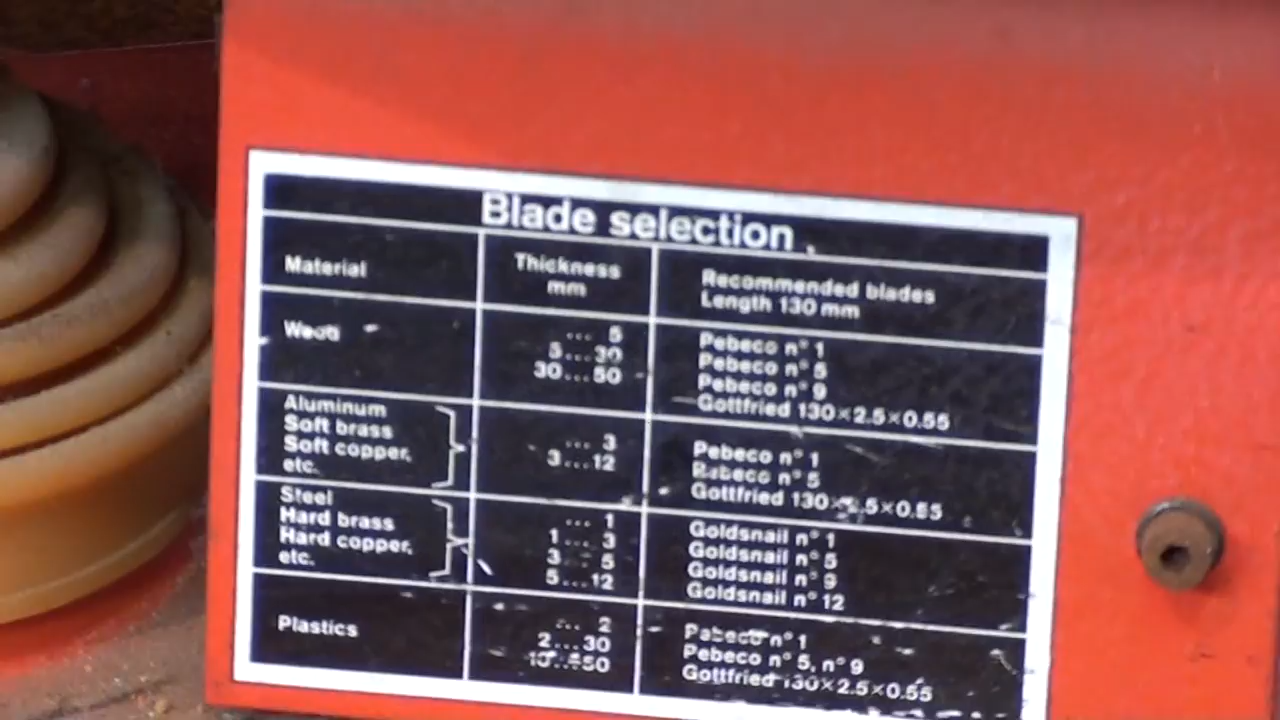 Blade selection
Material
Thickness
mm
Recommended blades
Length 130 mm
Wood
... 5
5...30
30...50
Pebeco n° 1
Pebeco n° 5
Pebeco n° 9
Gottfried 130×2.5×0.55
Aluminum
Soft brass
Soft copper,
etc.
... 3
3...12
Pebeco n° 1
Pebeco n° 5
Gottfried 130×2.5×0.55
Steel
Hard brass
Hard copper,
etc.
... 1
1... 3
3... 5
5...12
Goldsnail n° 1
Goldsnail n° 5
Goldsnail n° 9
Goldsnail n° 12
Plastics
... 2
2...30
Pebeco n° 1
Pebeco n° 5, n° 9
Gottfried 130×2.5×0.55